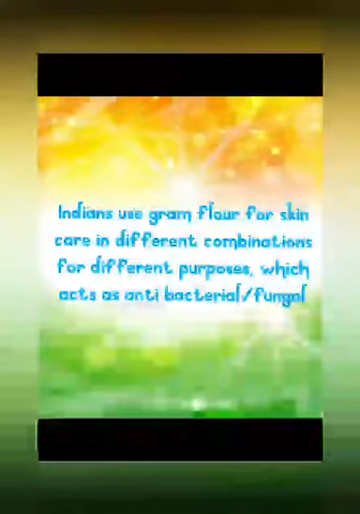 Indians use gram flour for skin
care in different combinations
for different purposes, which
acts as anti bacterial/fungal